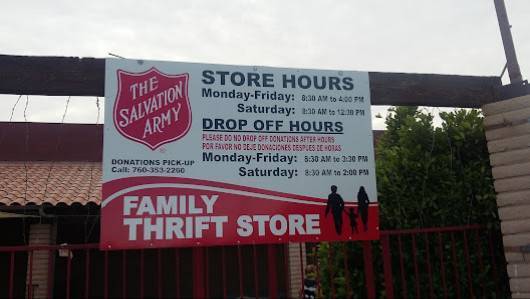 THE
SALVATION
ARMY
DONATIONS PICK-UP
Call: 760-353-2260
STORE HOURS
Monday-Friday: 8:30 AM to 4:00 PM
Saturday: 8:30 AM to 12:30 PM
DROP OFF HOURS
PLEASE DO NO DROP OFF DONATIONS AFTER HOURS
POR FAVOR NO DEJE DONACIONES DESPUES DE HORAS
Monday-Friday: 8:30 AM to 3:30 PM
Saturday: 8:30 AM to 2:00 PM
FAMILY
THRIFT STORE